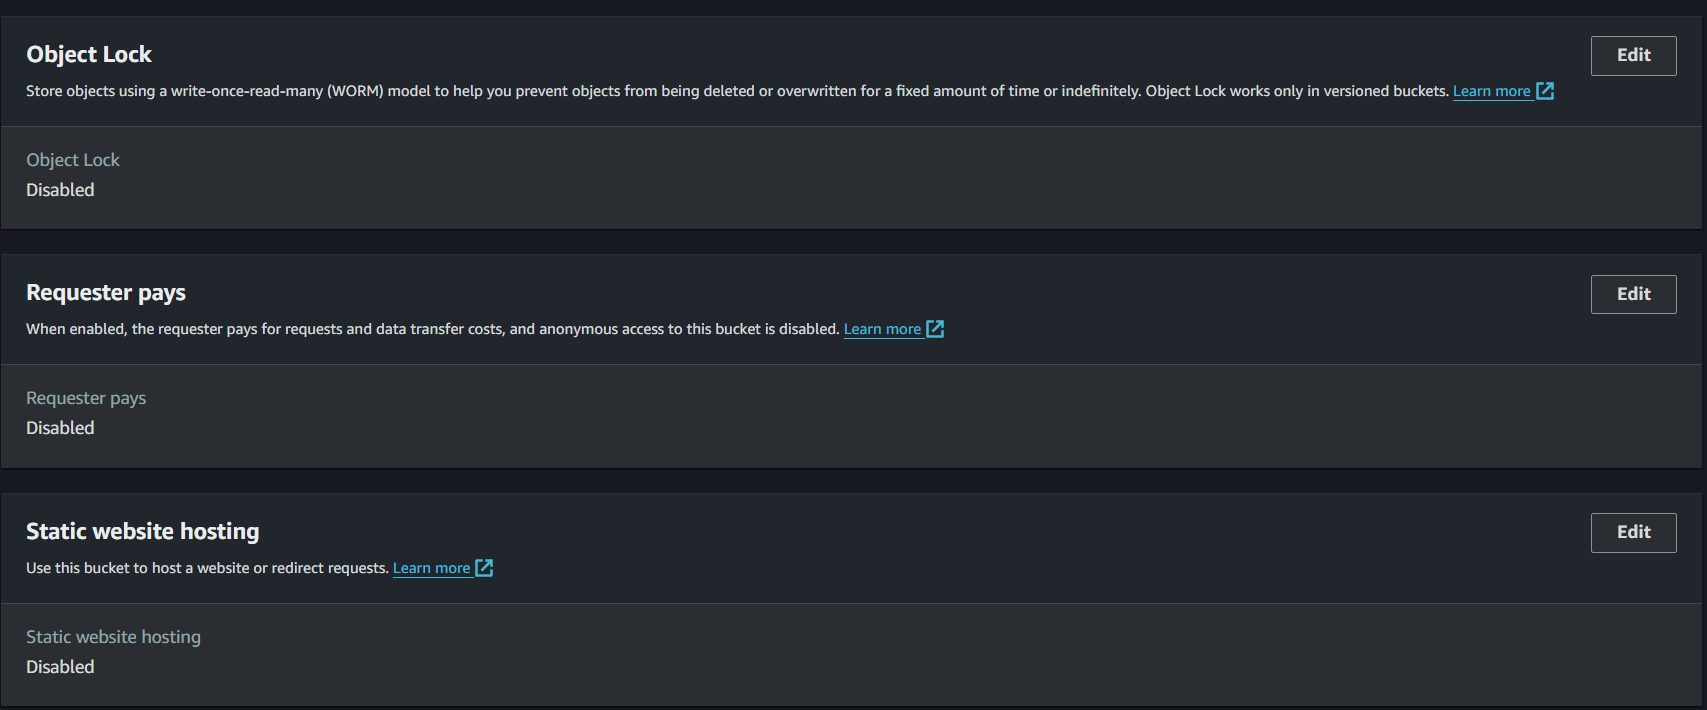 Object Lock
Edit
Store objects using a write-once-read-many (WORM) model to help you prevent objects from being deleted or overwritten for a fixed amount of time or indefinitely. Object Lock works only in versioned buckets. Learn more
Object Lock
Disabled
Requester pays
Edit
When enabled, the requester pays for requests and data transfer costs, and anonymous access to this bucket is disabled. Learn more
Requester pays
Disabled
Static website hosting
Edit
Use this bucket to host a website or redirect requests. Learn more
Static website hosting
Disabled